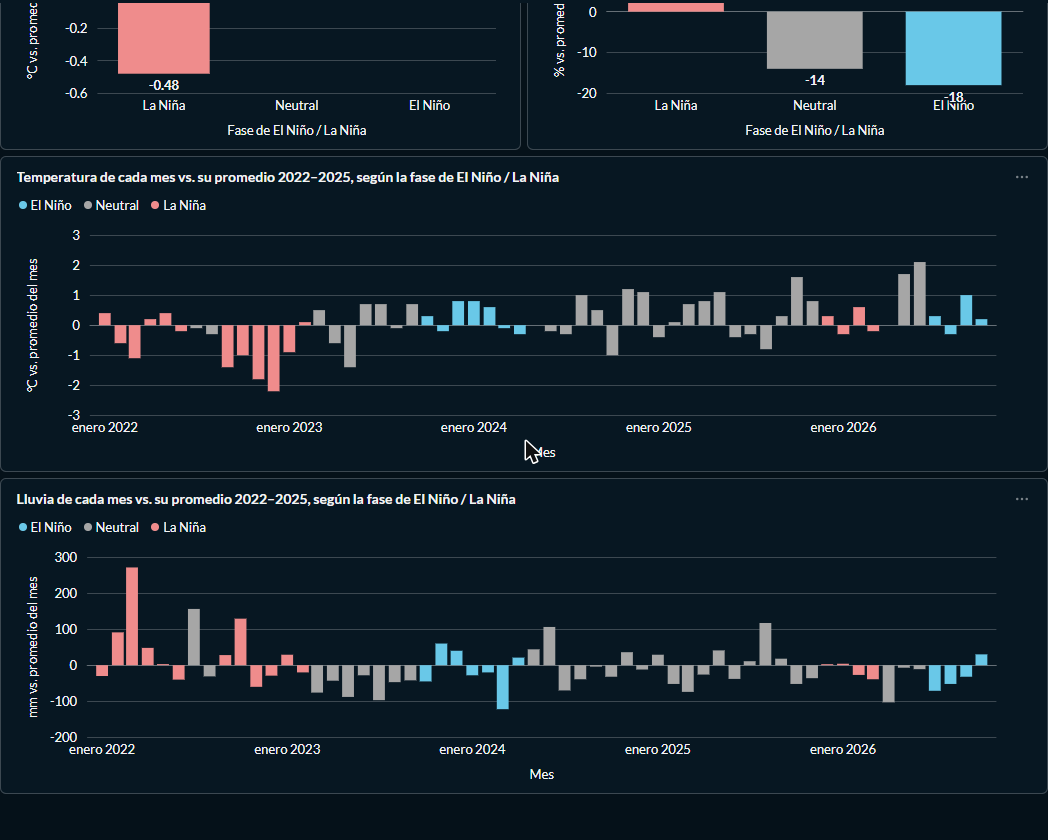 -0.2
-0.4
-0.6
-0.48
La Niña Neutral El Niño
Fase de El Niño / La Niña
0
-10
-20
-14
-18
La Niña Neutral El Niño
Fase de El Niño / La Niña
Temperatura de cada mes vs. su promedio 2022–2025, según la fase de El Niño / La Niña
El Niño Neutral La Niña
°C vs. promedio del mes
3
2
1
0
-1
-2
-3
enero 2022 enero 2023 enero 2024 enero 2025 enero 2026
Lluvia de cada mes vs. su promedio 2022–2025, según la fase de El Niño / La Niña
El Niño Neutral La Niña
mm vs. promedio del mes
300
200
100
0
-100
-200
enero 2022 enero 2023 enero 2024 enero 2025 enero 2026
Mes